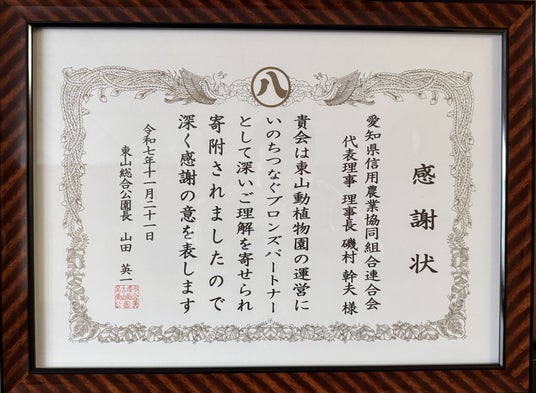 八
感謝状
愛知県信用農業協同組合連合会
代表理事 理事長 磯村 幹夫 様
貴会は東山動植物園の運営に
いのちつなぐブロンズパートナー
として深いご理解を寄せられ
寄附されましたので
深く感謝の意を表します
令和七年十一月二十一日
東山総合公園長 山田 英一